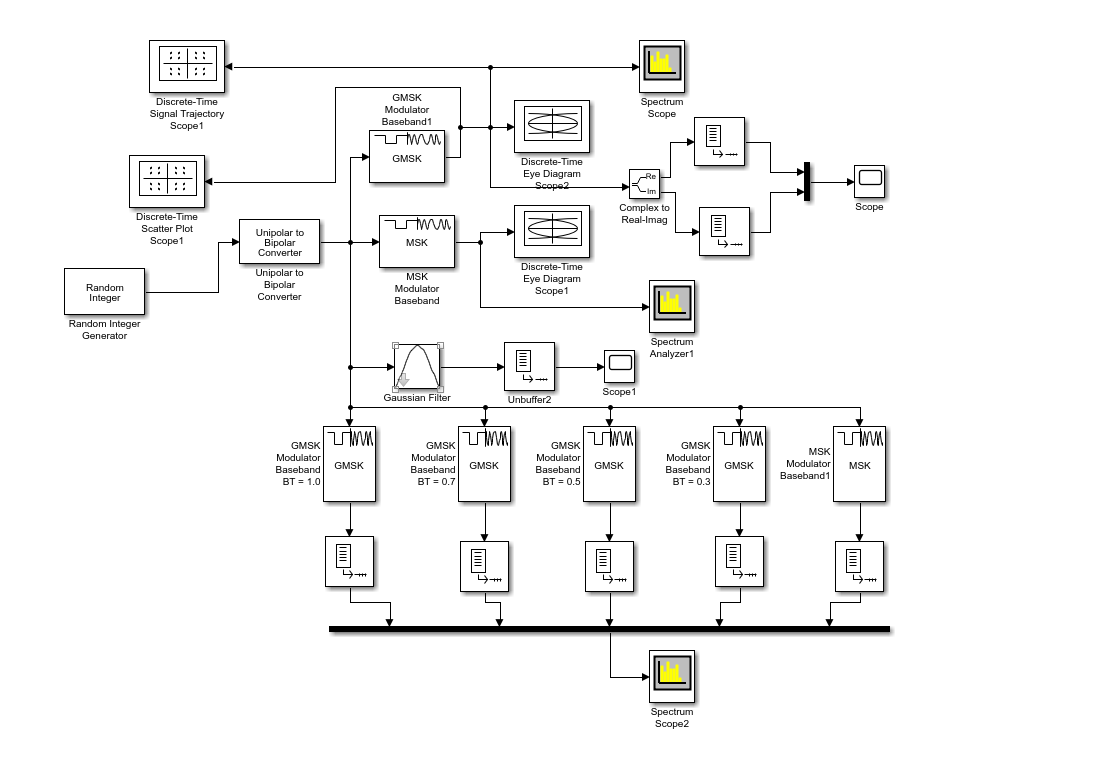 Discrete-Time
Signal Trajectory
Scope1
Spectrum
Scope
GMSK
Modulator
Baseband1
GMSK
Discrete-Time
Eye Diagram
Scope2
Re
Im
Complex to
Real-Imag
Scope
Discrete-Time
Scatter Plot
Scope1
Unipolar to
Bipolar
Converter
Unipolar to
Bipolar
Converter
MSK
MSK
Modulator
Baseband
Discrete-Time
Eye Diagram
Scope1
Random
Integer
Random Integer
Generator
Spectrum
Analyzer1
Gaussian Filter
Unbuffer2
Scope1
GMSK
Modulator
Baseband
BT = 1.0
GMSK
GMSK
Modulator
Baseband
BT = 0.7
GMSK
GMSK
Modulator
Baseband
BT = 0.5
GMSK
GMSK
Modulator
Baseband
BT = 0.3
GMSK
MSK
Modulator
Baseband1
MSK
Spectrum
Scope2